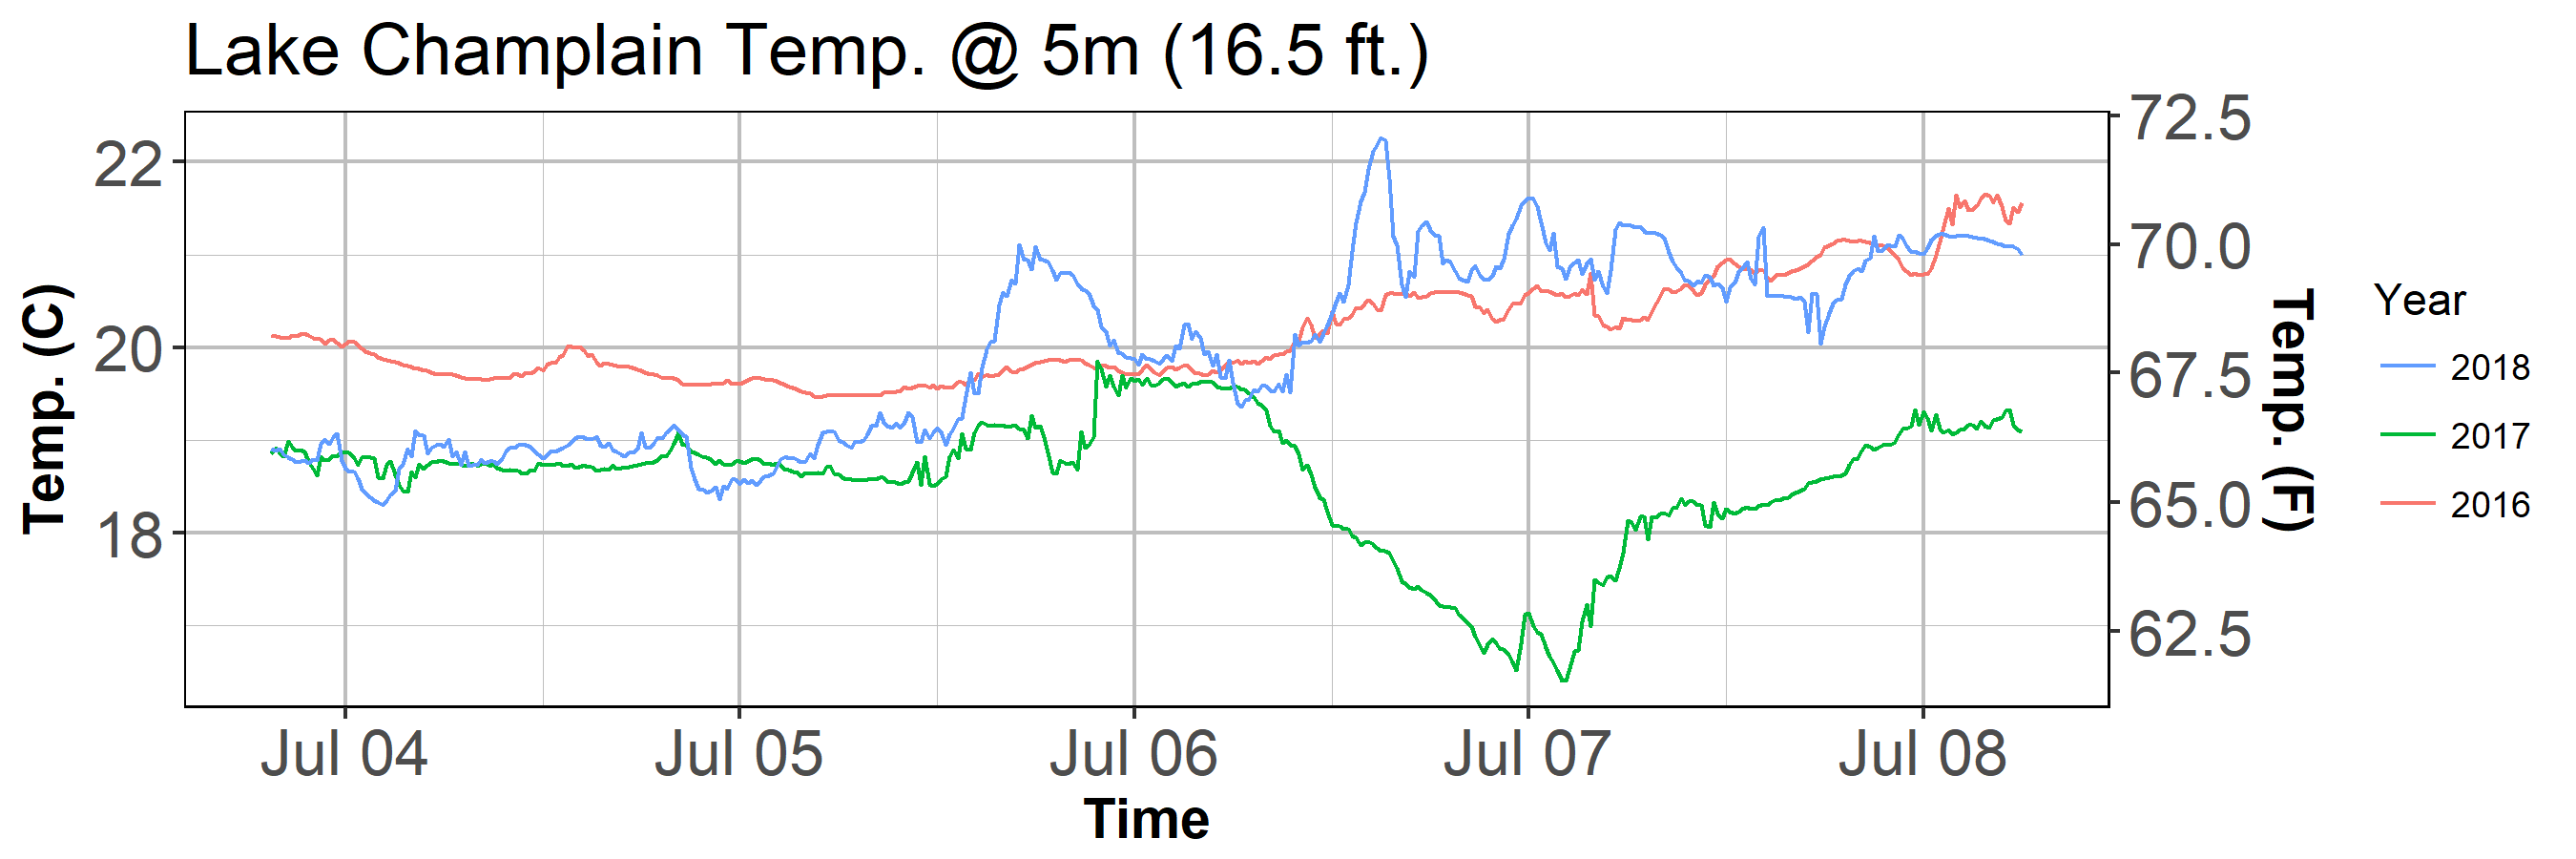 Lake Champlain Temp. @ 5m (16.5 ft.)
Temp. (C)
22
20
18
72.5
70.0
67.5
65.0
62.5
Temp. (F)
Jul 04 Jul 05 Jul 06 Jul 07 Jul 08
Time
Year
2018
2017
2016